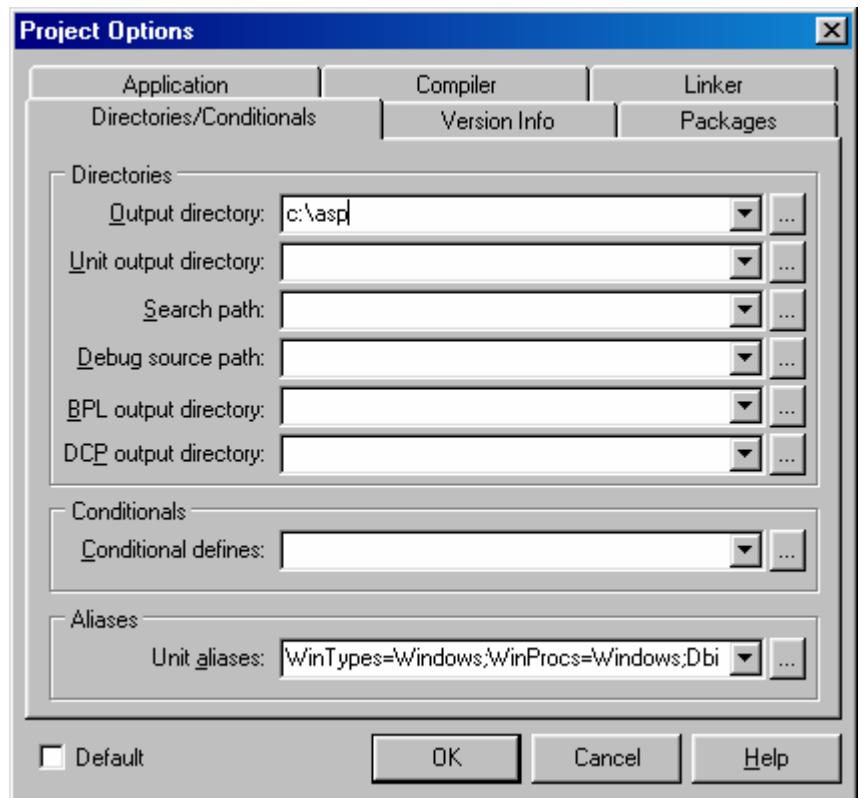 Project Options
Application Compiler Linker
Directories/Conditionals Version Info Packages
Directories
Output directory: c:\asp ...
Unit output directory: ...
Search path: ...
Debug source path: ...
BPL output directory: ...
DCP output directory: ...
Conditionals
Conditional defines: ...
Aliases
Unit aliases: WinTypes=Windows;WinProcs=Windows;Dbi ...
Default OK Cancel Help